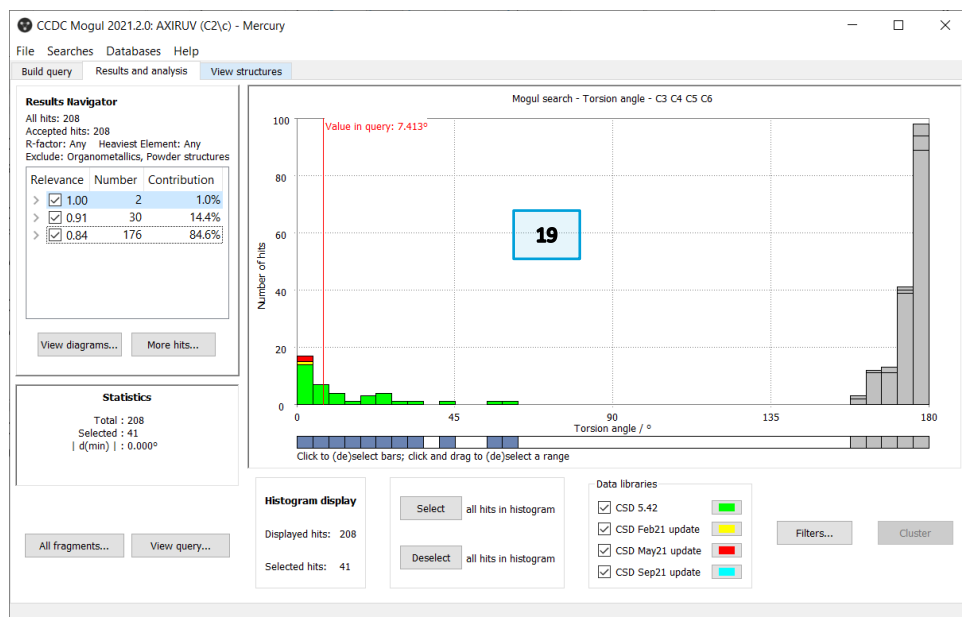 CCDC Mogul 2021.2.0: AXIRUV (C2\c) - Mercury
File Searches Databases Help
Build query Results and analysis View structures
Results Navigator
All hits: 208
Accepted hits: 208
R-factor: Any Heaviest Element: Any
Exclude: Organometallics, Powder structures
Relevance Number Contribution
1.00 2 1.0%
0.91 30 14.4%
0.84 176 84.6%
View diagrams... More hits...
Statistics
Total : 208
Selected : 41
| d(min) | : 0.000º
All fragments... View query...
Mogul search - Torsion angle - C3 C4 C5 C6
Value in query: 7.413º
Number of hits
100
80
60
40
20
0
19
0 45 90 135 180
Torsion angle / º
Click to (de)select bars; click and drag to (de)select a range
Histogram display
Displayed hits: 208
Selected hits: 41
Select all hits in histogram
Deselect all hits in histogram
Data libraries
CSD 5.42
CSD Feb21 update
CSD May21 update
CSD Sep21 update
Filters... Cluster